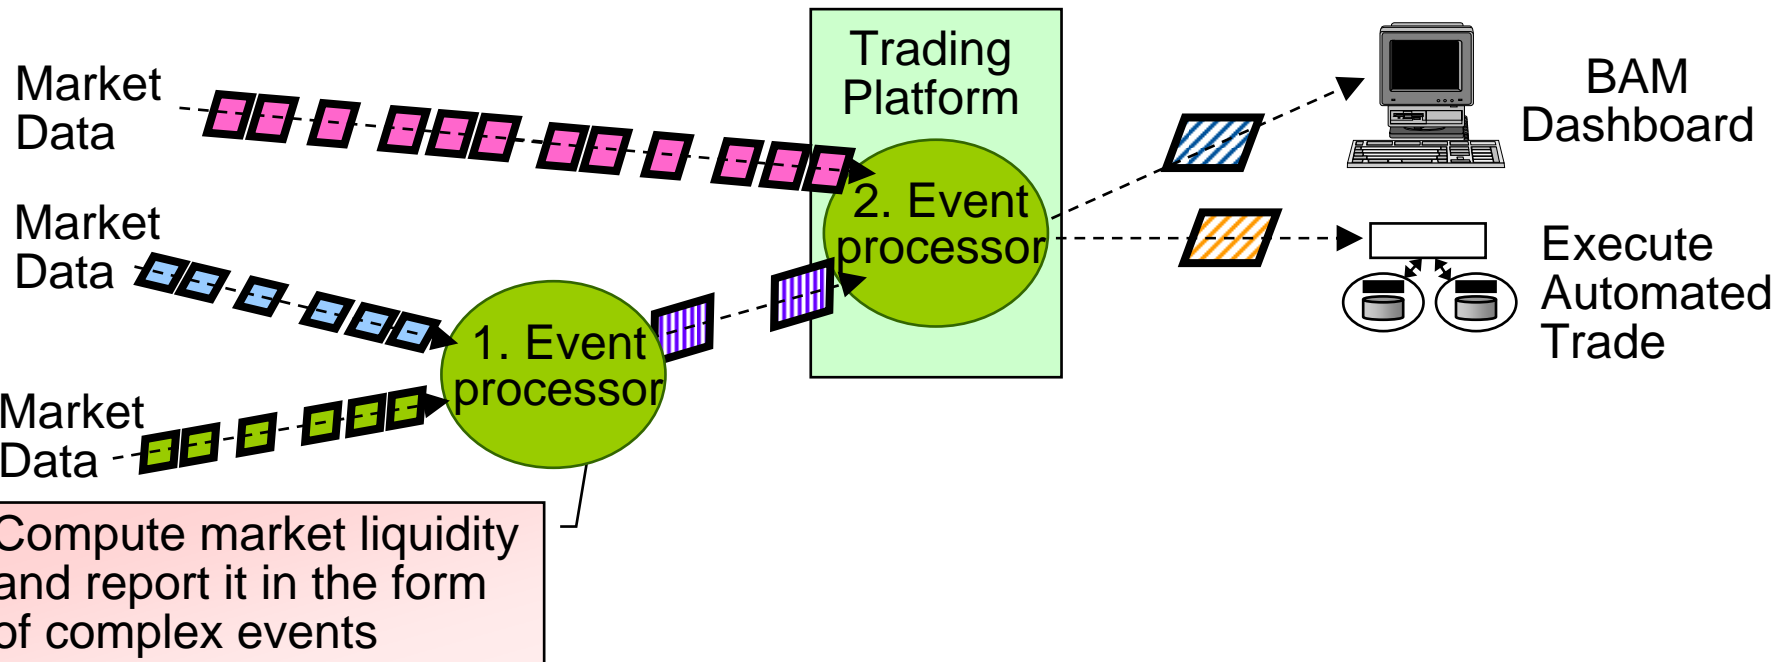 Trading
Platform
Market
Data
BAM
Dashboard
2. Event
processor
Market
Data
Execute
Automated
Trade
1. Event
processor
Market
Data
Compute market liquidity
and report it in the form
of complex events